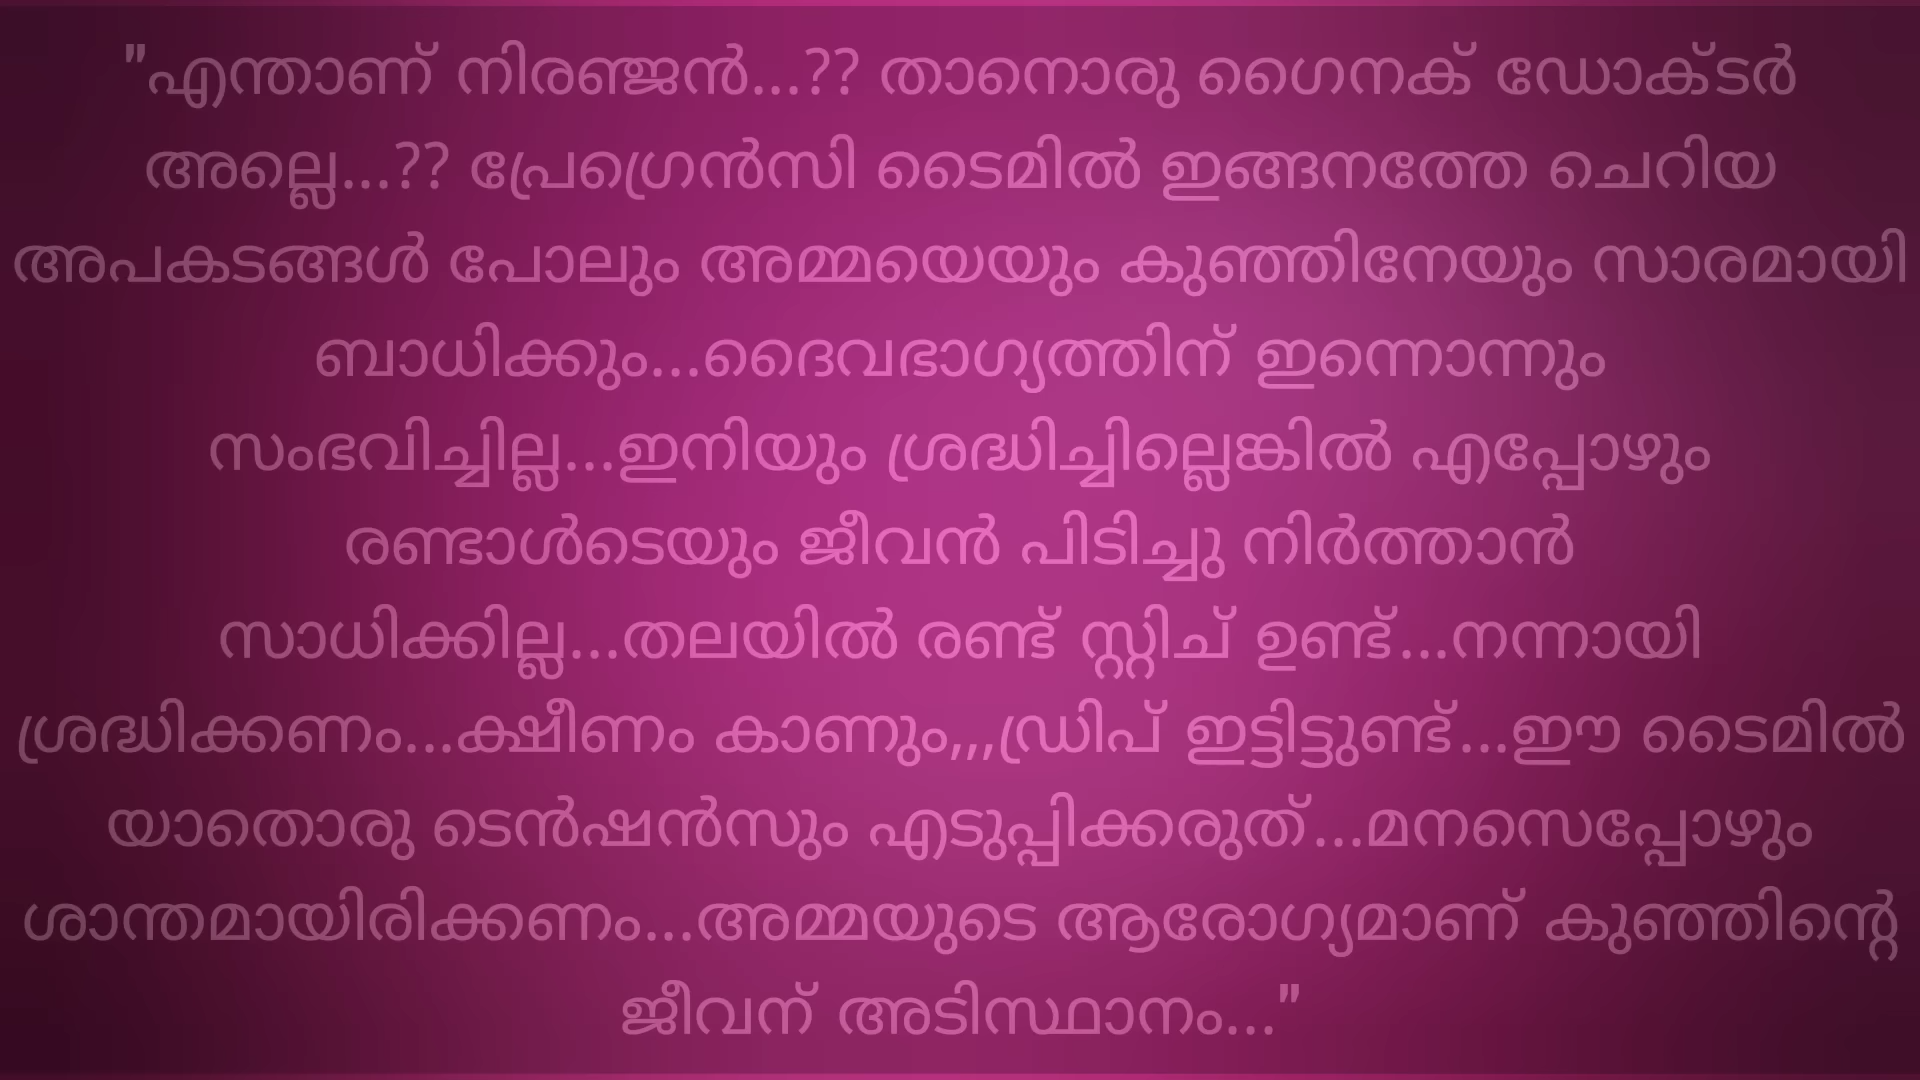 "എന്താണ് നിരഞ്ജൻ...?? താനൊരു ഗൈനക് ഡോക്ടർ
അല്ലെ...?? പ്രേഗ്രെൻസി ടൈമിൽ ഇങ്ങനത്തേ ചെറിയ
അപകടങ്ങൾ പോലും അമ്മയെയും കുഞ്ഞിനേയും സാരമായി
ബാധിക്കും...ദൈവഭാഗ്യത്തിന് ഇന്നൊന്നും
സംഭവിച്ചില്ല...ഇനിയും ശ്രദ്ധിച്ചില്ലെങ്കിൽ എപ്പോഴും
രണ്ടാൾടെയും ജീവൻ പിടിച്ചു നിർത്താൻ
സാധിക്കില്ല...തലയിൽ രണ്ട് സ്റ്റിച് ഉണ്ട്...നന്നായി
ശ്രദ്ധിക്കണം...ക്ഷീണം കാണും,,,ഡ്രിപ് ഇട്ടിട്ടുണ്ട്...ഈ ടൈമിൽ
യാതൊരു ടെൻഷൻസും എടുപ്പിക്കരുത്...മനസെപ്പോഴും
ശാന്തമായിരിക്കണം...അമ്മയുടെ ആരോഗ്യമാണ് കുഞ്ഞിന്റെ
ജീവന് അടിസ്ഥാനം..."